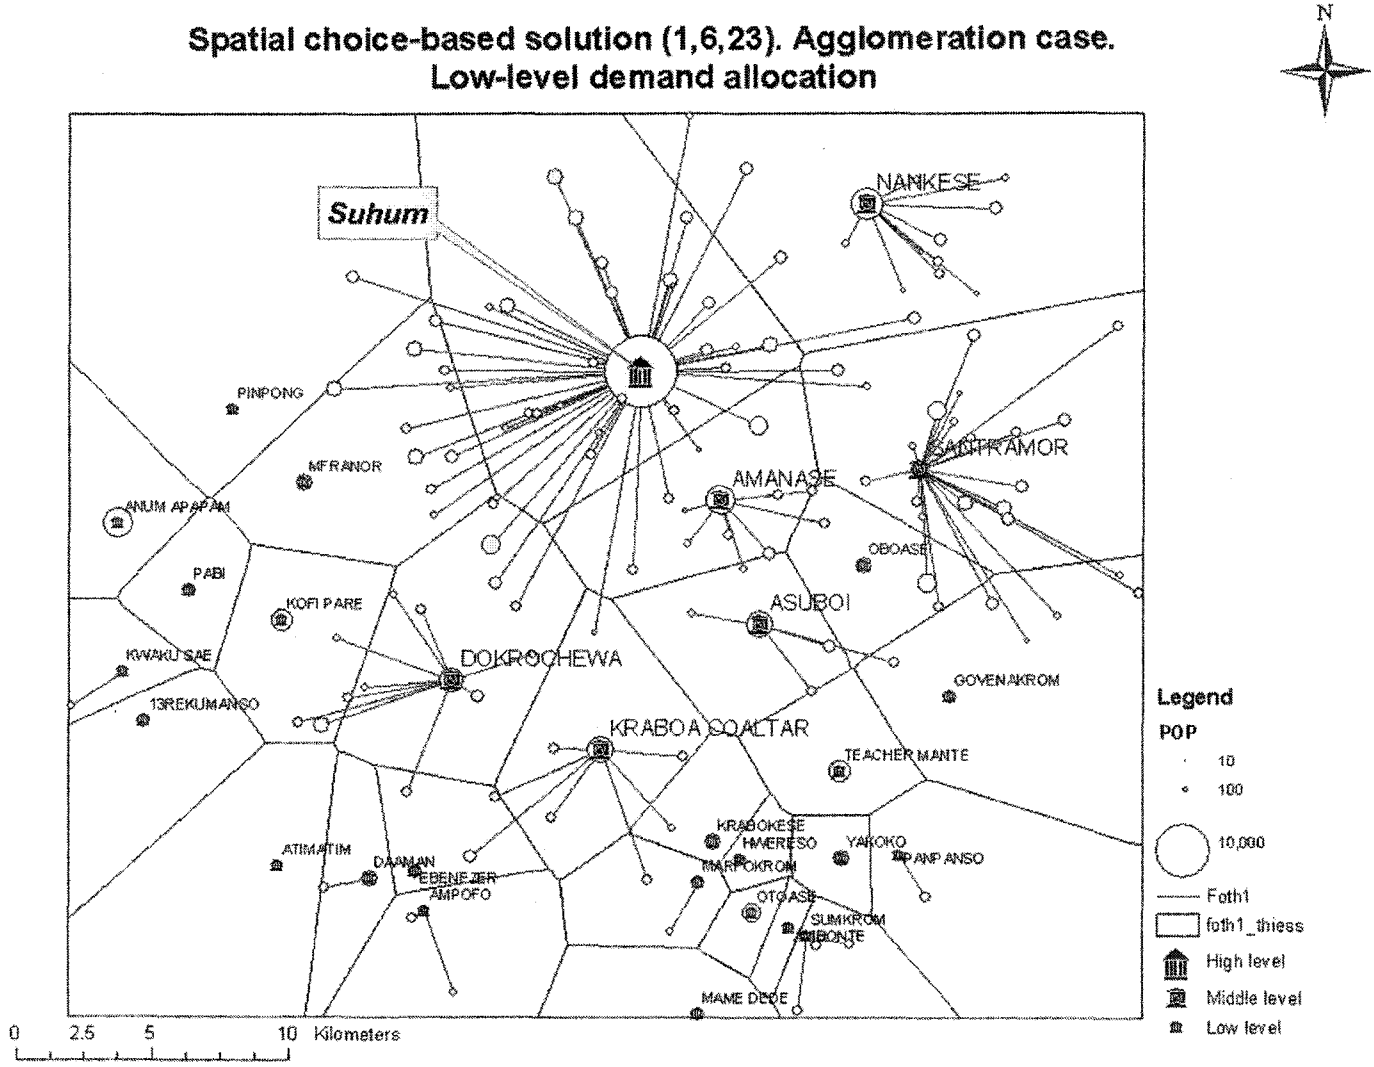 Spatial choice-based solution (1,6,23). Agglomeration case.
Low-level demand allocation
N
NANKESE
Suhum
PINPONG
SANTRAMOR
MFRANOR
AMANASE
ANUM APAPAM
OBOASE
PABI
KOFI PARE
ASUBOI
KWAKU SAE
DOKROCHEWA
GOVENAKROM
13REKUMANSO
KRABOA COALTAR
TEACHER MANTE
KRABOKESE
HWERESO
YAKOKO
PANPANSO
ATIMATIM
DAAMAN
MARFOKROM
EBENEZER
AMPOFO
OTOASE
SUMKROM
MAME DEDE
Legend
POP
10
100
10,000
Foth1
foth1_thiess
High level
Middle level
Low level
0 2.5 5 10 Kilometers